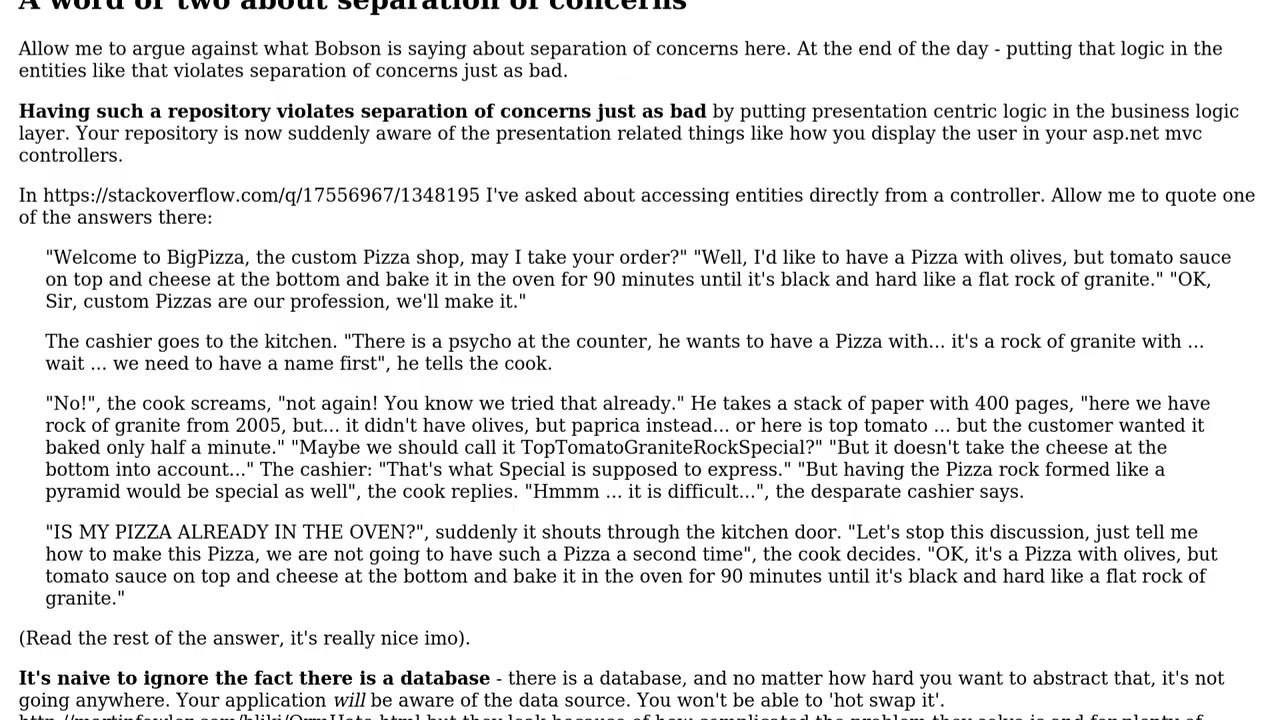 A word or two about separation of concerns
Allow me to argue against what Bobson is saying about separation of concerns here. At the end of the day - putting that logic in the
entities like that violates separation of concerns just as bad.
Having such a repository violates separation of concerns just as bad by putting presentation centric logic in the business logic
layer. Your repository is now suddenly aware of the presentation related things like how you display the user in your asp.net mvc
controllers.
In https://stackoverflow.com/q/17556967/1348195 I've asked about accessing entities directly from a controller. Allow me to quote one
of the answers there:
"Welcome to BigPizza, the custom Pizza shop, may I take your order?" "Well, I'd like to have a Pizza with olives, but tomato sauce
on top and cheese at the bottom and bake it in the oven for 90 minutes until it's black and hard like a flat rock of granite." "OK,
Sir, custom Pizzas are our profession, we'll make it."
The cashier goes to the kitchen. "There is a psycho at the counter, he wants to have a Pizza with... it's a rock of granite with ...
wait ... we need to have a name first", he tells the cook.
"No!", the cook screams, "not again! You know we tried that already." He takes a stack of paper with 400 pages, "here we have
rock of granite from 2005, but... it didn't have olives, but paprica instead... or here is top tomato ... but the customer wanted it
baked only half a minute." "Maybe we should call it TopTomatoGraniteRockSpecial?" "But it doesn't take the cheese at the
bottom into account..." The cashier: "That's what Special is supposed to express." "But having the Pizza rock formed like a
pyramid would be special as well", the cook replies. "Hmmm ... it is difficult...", the desparate cashier says.
"IS MY PIZZA ALREADY IN THE OVEN?", suddenly it shouts through the kitchen door. "Let's stop this discussion, just tell me
how to make this Pizza, we are not going to have such a Pizza a second time", the cook decides. "OK, it's a Pizza with olives, but
tomato sauce on top and cheese at the bottom and bake it in the oven for 90 minutes until it's black and hard like a flat rock of
granite."
(Read the rest of the answer, it's really nice imo).
It's naive to ignore the fact there is a database - there is a database, and no matter how hard you want to abstract that, it's not
going anywhere. Your application will be aware of the data source. You won't be able to 'hot swap it'.
http://martinfowler.com/bliki/OrmHate.html but they leak because of how complicated the problem they solve is and for plenty of